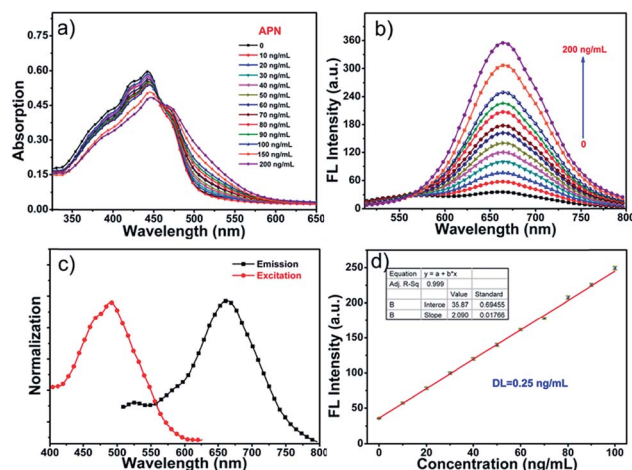 a)
APN
0
10 ng/mL
20 ng/mL
30 ng/mL
40 ng/mL
50 ng/mL
60 ng/mL
70 ng/mL
80 ng/mL
90 ng/mL
100 ng/mL
150 ng/mL
200 ng/mL
0.60
0.45
0.30
0.15
0.00
Absorption
350 400 450 500 550 600 650
Wavelength (nm)
b)
200 ng/mL
0
360
300
240
180
120
60
0
FL Intensity (a.u.)
550 600 650 700 750 800
Wavelength (nm)
c)
Emission
Excitation
Normalization
400 450 500 550 600 650 700 750 800
Wavelength (nm)
d)
Equation y = a + b*x
Adj. R-Sq 0.999
Value Standard
B Interce 35.87 0.69455
B Slope 2.090 0.01766
DL=0.25 ng/mL
250
200
150
100
50
0
FL Intensity (a.u.)
0 20 40 60 80 100
Concentration (ng/mL)